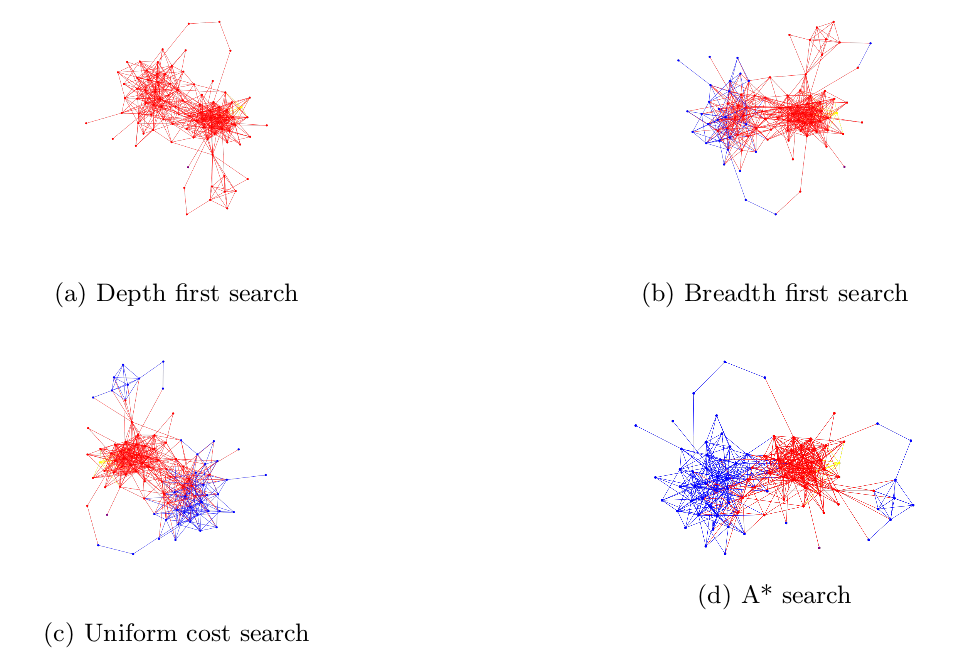 (a) Depth first search
(b) Breadth first search
(c) Uniform cost search
(d) A* search